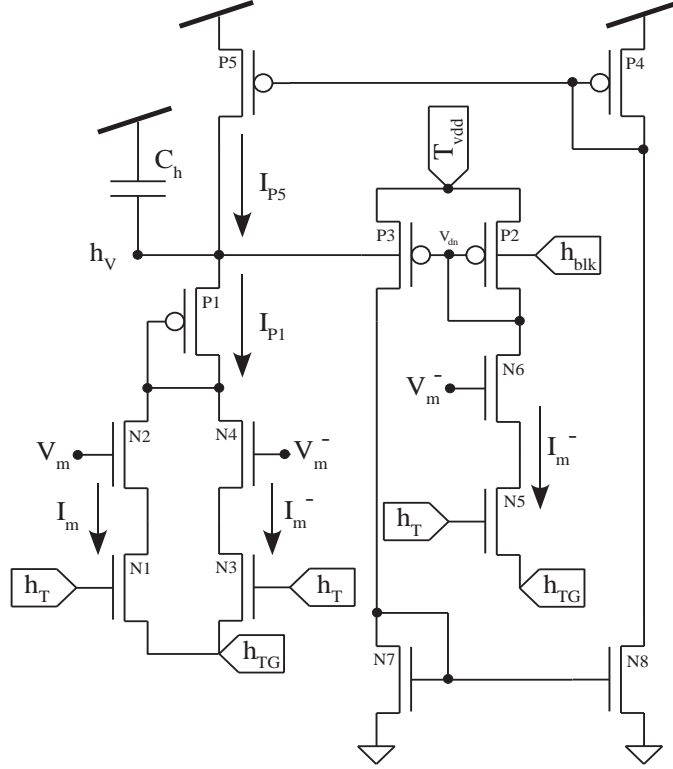 P5
P4
C_h
T_vdd
I_P5
P3
V_dn
P2
h_V
h_blk
P1
I_P1
N6
V_m^-
N2
N4
V_m
V_m^-
I_m^-
I_m
I_m^-
N5
h_T
N1
N3
h_T
h_T
h_TG
h_TG
N7
N8